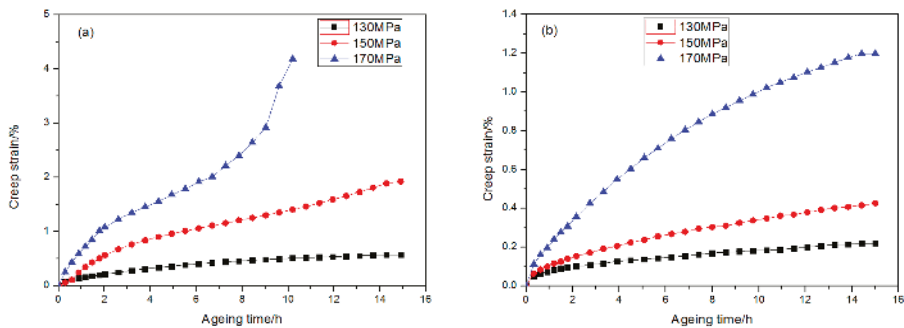 (a)
130MPa
150MPa
170MPa
Creep strain/%
5
4
3
2
1
0
0 2 4 6 8 10 12 14 16
Ageing time/h
(b)
130MPa
150MPa
170MPa
Creep strain/%
1.4
1.2
1.0
0.8
0.6
0.4
0.2
0.0
0 2 4 6 8 10 12 14 16
Ageing time/h